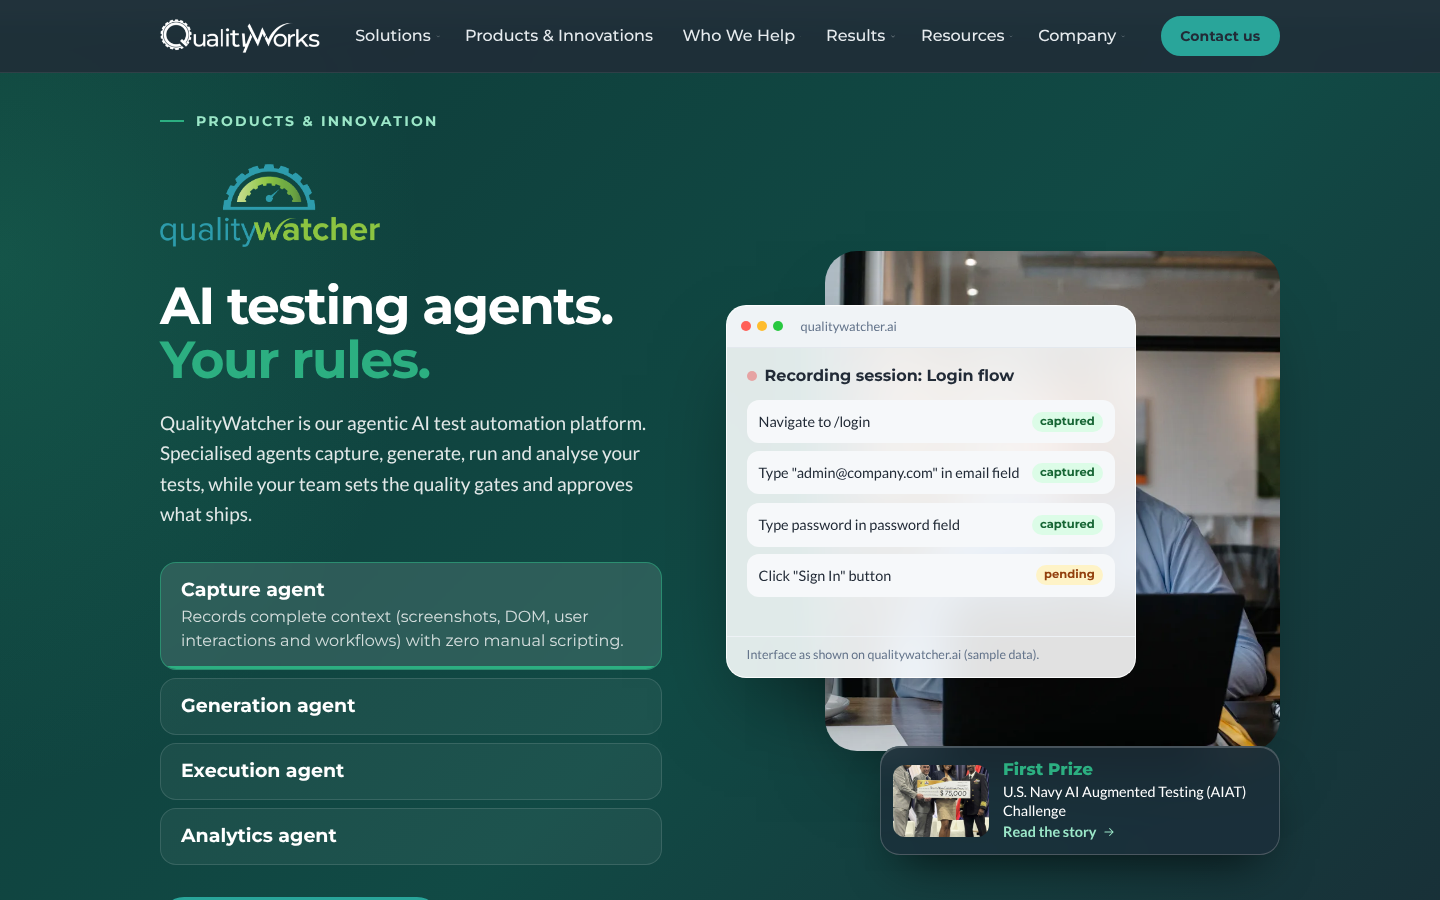 QualityWorks
Solutions
Products & Innovations
Who We Help
Results
Resources
Company
Contact us
PRODUCTS & INNOVATION
qualitywatcher
AI testing agents.
Your rules.
QualityWatcher is our agentic AI test automation platform.
Specialised agents capture, generate, run and analyse your
tests, while your team sets the quality gates and approves
what ships.
Capture agent
Records complete context (screenshots, DOM, user
interactions and workflows) with zero manual scripting.
Generation agent
Execution agent
Analytics agent
qualitywatcher.ai
Recording session: Login flow
Navigate to /login captured
Type "admin@company.com" in email field captured
Type password in password field captured
Click "Sign In" button pending
Interface as shown on qualitywatcher.ai (sample data).
$75,000
First Prize
U.S. Navy AI Augmented Testing (AIAT)
Challenge
Read the story →